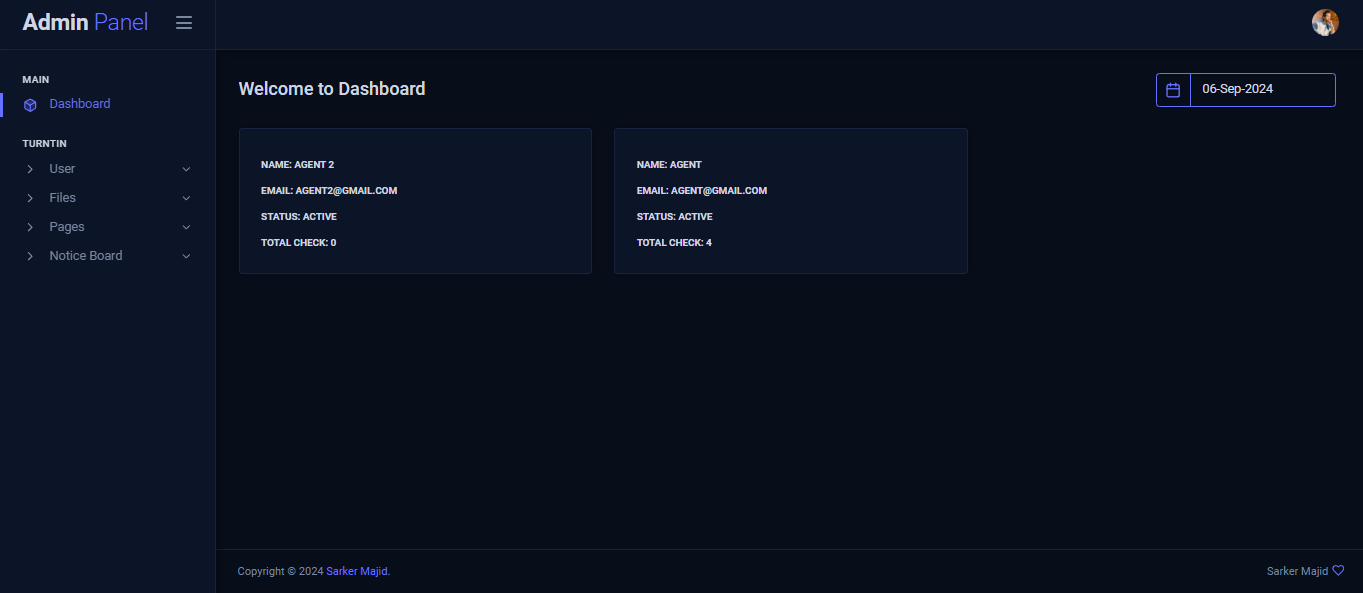 Admin Panel
MAIN
Dashboard
TURNTIN
User
Files
Pages
Notice Board
Welcome to Dashboard
06-Sep-2024
NAME: AGENT 2
EMAIL: AGENT2@GMAIL.COM
STATUS: ACTIVE
TOTAL CHECK: 0
NAME: AGENT
EMAIL: AGENT@GMAIL.COM
STATUS: ACTIVE
TOTAL CHECK: 4
Copyright © 2024 Sarker Majid.
Sarker Majid